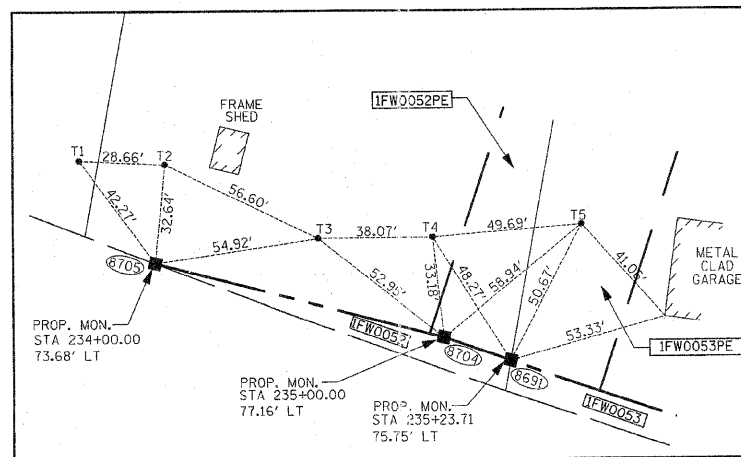 1FW0052PE
FRAME
SHED
T1
28.66'
T2
42.27'
32.64'
56.60'
T3
38.07'
T4
49.69'
T5
54.92'
52.95'
33.18'
48.27'
58.94'
50.67'
41.06'
METAL
CLAD
GARAGE
8705
53.33'
1FW0053PE
PROP. MON.
STA 234+00.00
73.68' LT
1FW0052
8704
8691
PROP. MON.
STA 235+00.00
77.16' LT
PROP. MON.
STA 235+23.71
75.75' LT
1FW0053